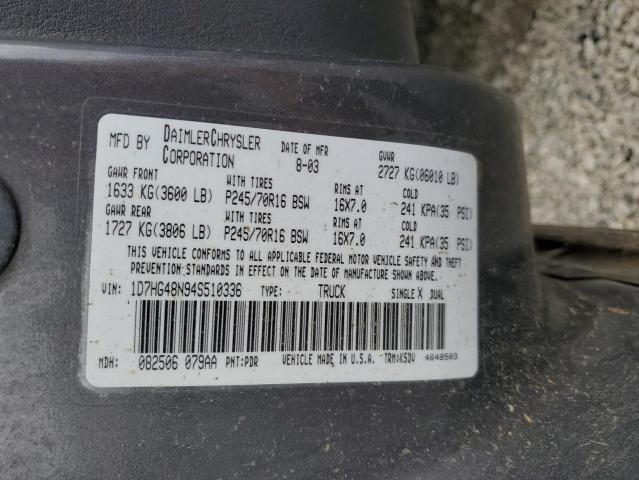 MFD BY DAIMLERCHRYSLER CORPORATION DATE OF MFR 8-03 GVWR 2727 KG(06010 LB)
GAWR FRONT WITH TIRES RIMS AT COLD
1633 KG(3600 LB) P245/70R16 BSW 16X7.0 241 KPA(35 PSI)
GAWR REAR WITH TIRES RIMS AT COLD
1727 KG(3806 LB) P245/70R16 BSW 16X7.0 241 KPA(35 PSI)
THIS VEHICLE CONFORMS TO ALL APPLICABLE FEDERAL MOTOR VEHICLE SAFETY AND THEFT
PREVENTION STANDARDS IN EFFECT ON THE DATE OF MANUFACTURE SHOWN ABOVE.
VIN: 1D7HG48N94S510336 TYPE: TRUCK SINGLE X DUAL
MDH: 082506 079AA PNT:PDR VEHICLE MADE IN U.S.A. TRM:K5DV 4648503